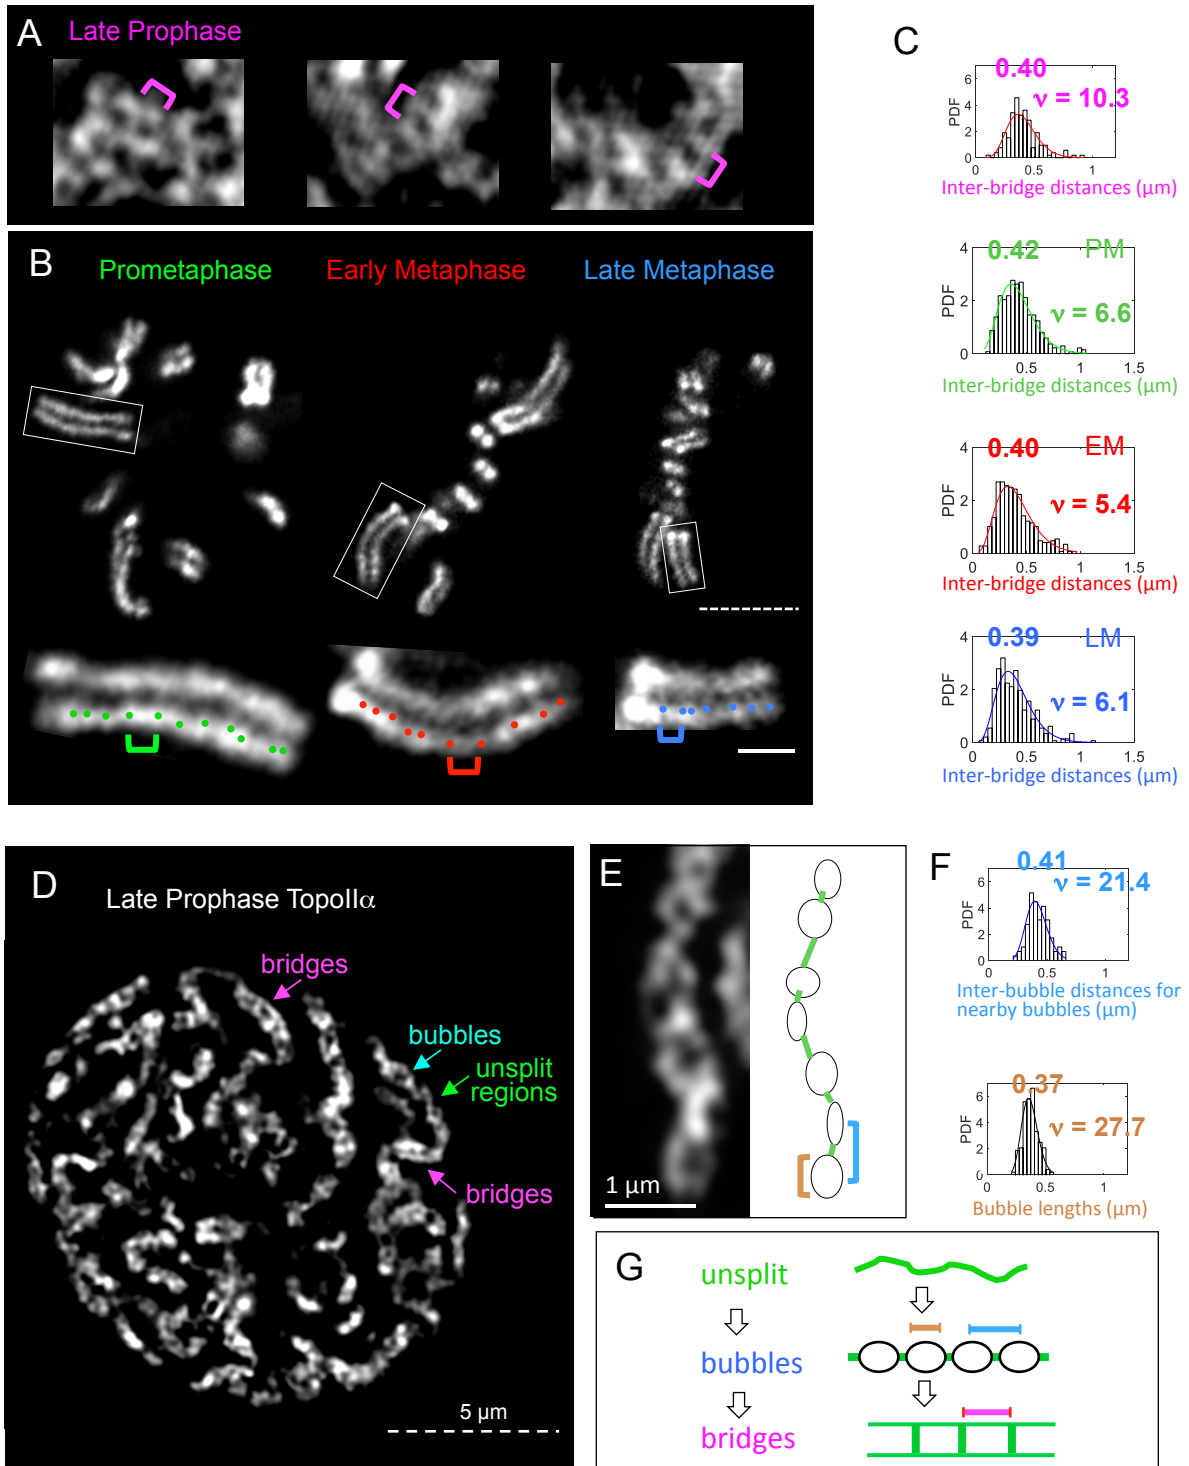 A
Late Prophase
B
Prometaphase
Early Metaphase
Late Metaphase
C
0.40
ν = 10.3
PDF
6
4
2
0
0
0.5
1
Inter-bridge distances (μm)
0.42
PM
ν = 6.6
PDF
4
2
0
0.5
1
1.5
Inter-bridge distances (μm)
0.40
EM
ν = 5.4
PDF
4
2
0
0
0.5
1
1.5
Inter-bridge distances (μm)
0.39
LM
ν = 6.1
PDF
4
2
0
0
0.5
1
1.5
Inter-bridge distances (μm)
D
Late Prophase TopoIIα
bridges
bubbles
unsplit
regions
bridges
5 μm
E
1 μm
F
0.41
ν = 21.4
PDF
6
4
2
0
0
0.5
1
Inter-bubble distances for
nearby bubbles (μm)
0.37
ν = 27.7
PDF
6
4
2
0
0
0.5
1
Bubble lengths (μm)
G
unsplit
bubbles
bridges